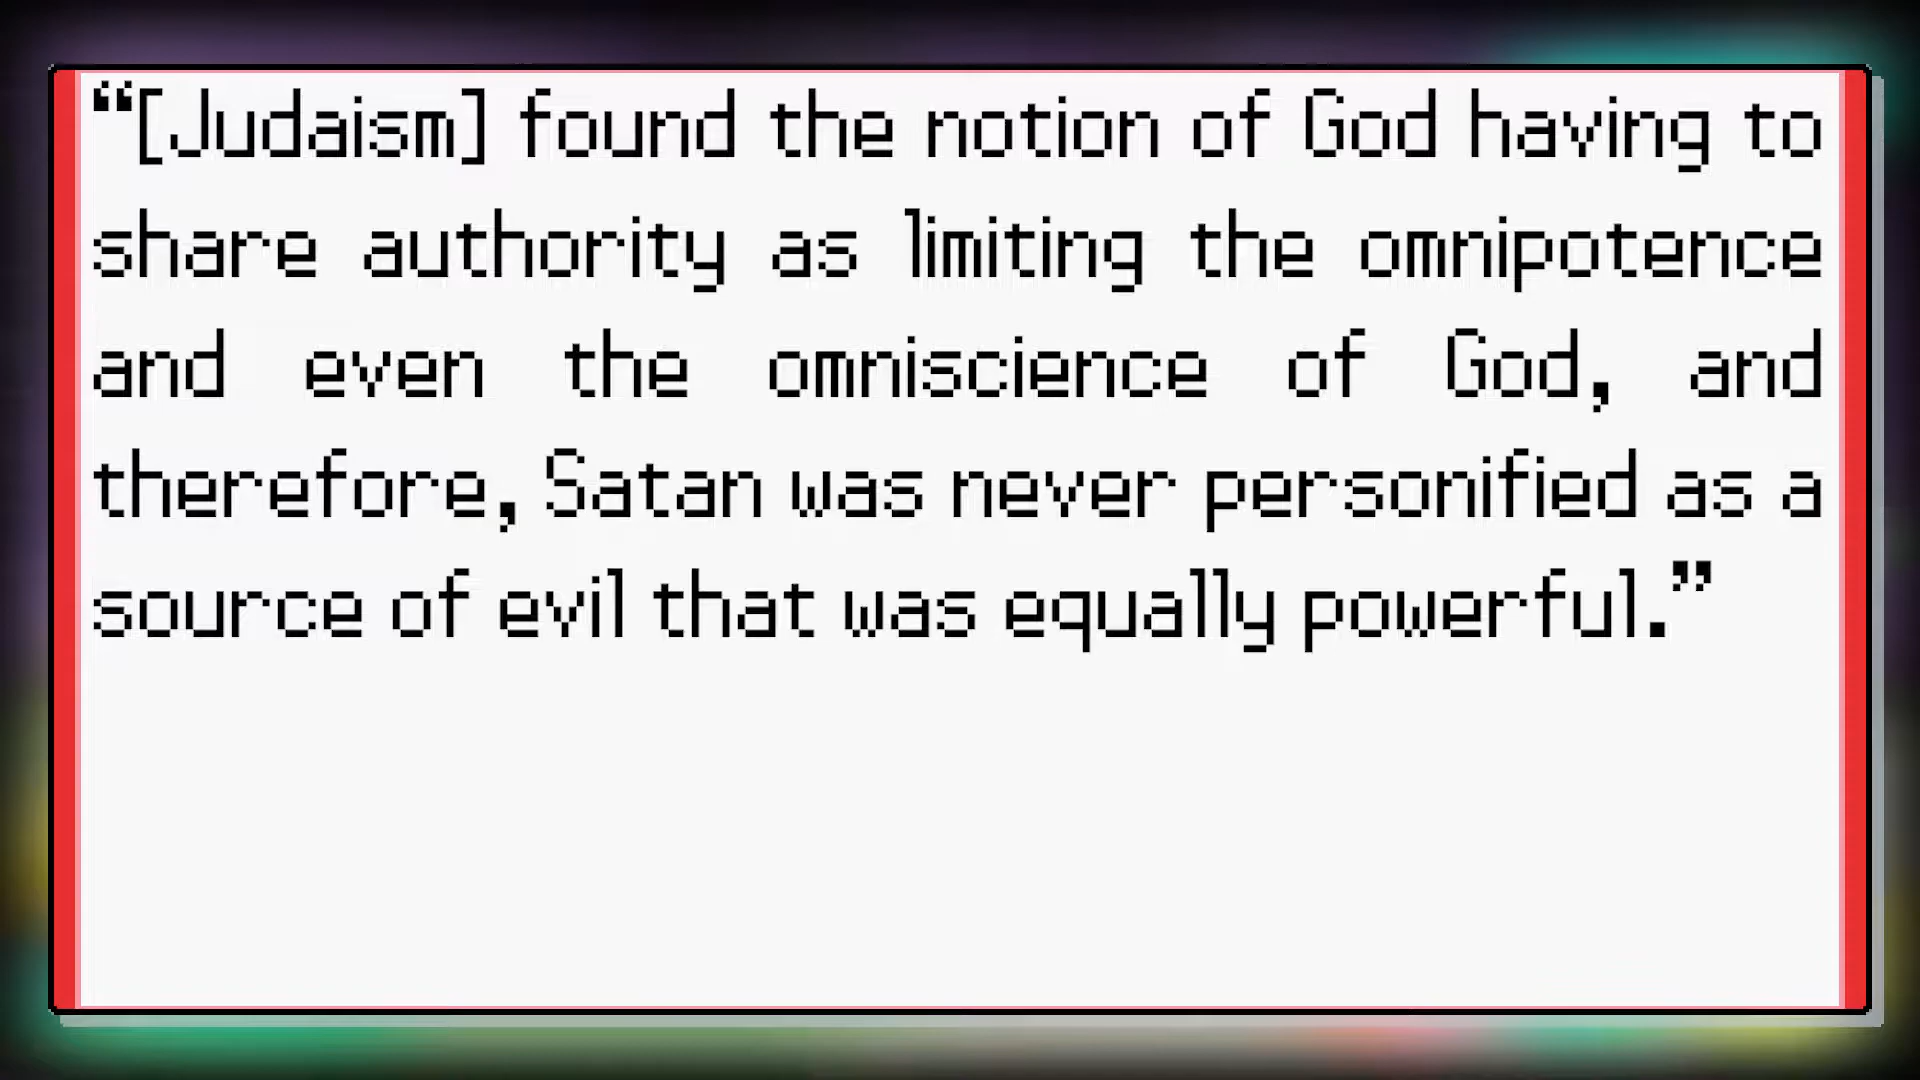 “[Judaism] found the notion of God having to
share authority as limiting the omnipotence
and even the omniscience of God, and
therefore, Satan was never personified as a
source of evil that was equally powerful.”